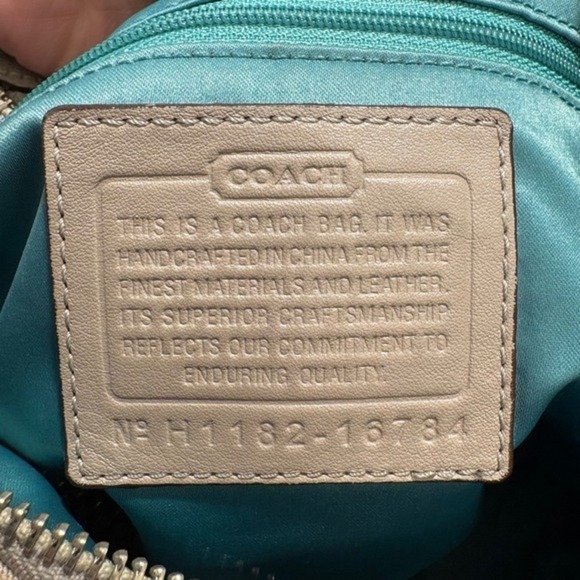 COACH
THIS IS A COACH BAG. IT WAS
HANDCRAFTED IN CHINA FROM THE
FINEST MATERIALS AND LEATHER.
ITS SUPERIOR CRAFTSMANSHIP
REFLECTS OUR COMMITMENT TO
ENDURING QUALITY.
Nº H1182-16734